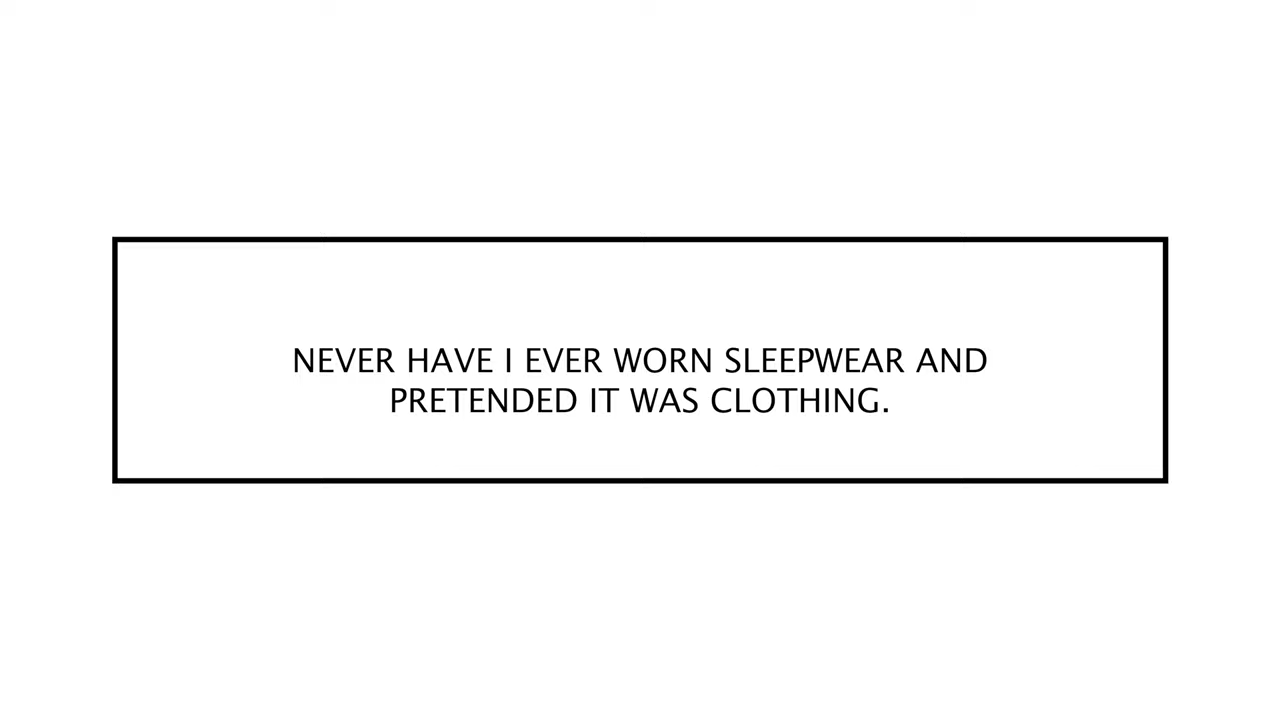 NEVER HAVE I EVER WORN SLEEPWEAR AND
PRETENDED IT WAS CLOTHING.